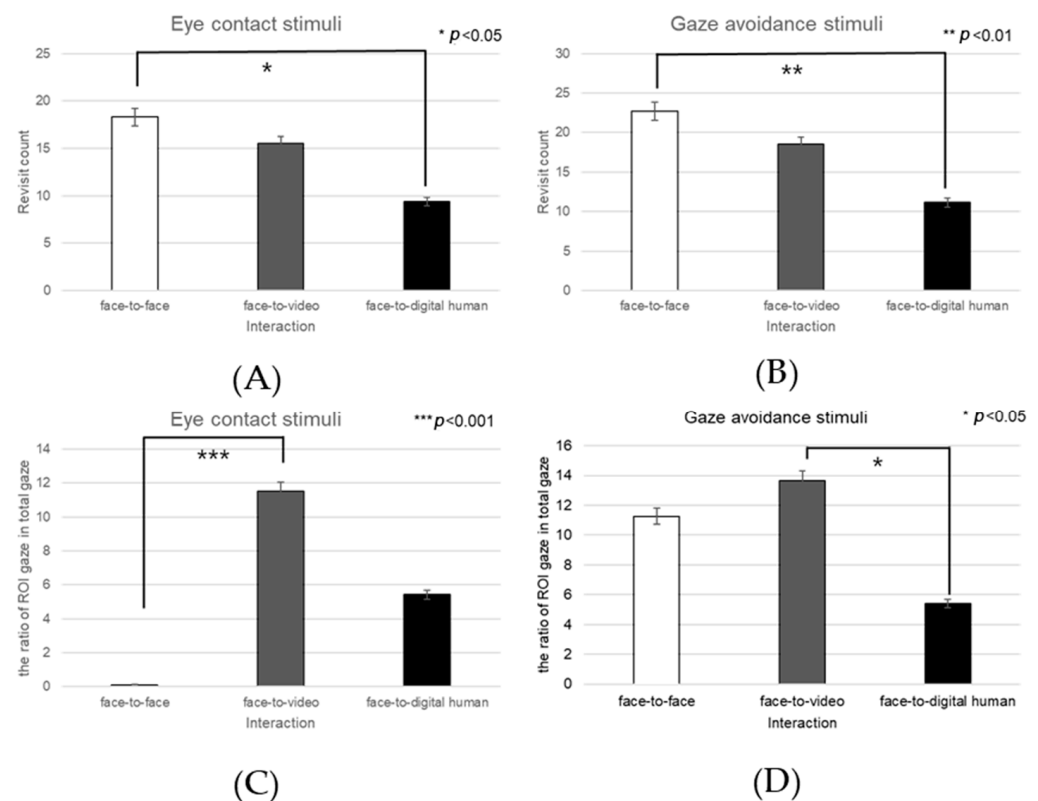 Eye contact stimuli
* p<0.05
25
20
15
10
5
0
Revisit count
*
face-to-face
face-to-video
face-to-digital human
Interaction
(A)
Gaze avoidance stimuli
** p<0.01
30
25
20
15
10
5
0
Revisit count
**
face-to-face
face-to-video
face-to-digital human
Interaction
(B)
Eye contact stimuli
***p<0.001
14
12
10
8
6
4
2
0
the ratio of ROI gaze in total gaze
***
face-to-face
face-to-video
face-to-digital human
Interaction
(C)
Gaze avoidance stimuli
* p<0.05
16
14
12
10
8
6
4
2
0
the ratio of ROI gaze in total gaze
*
face-to-face
face-to-video
face-to-digital human
Interaction
(D)